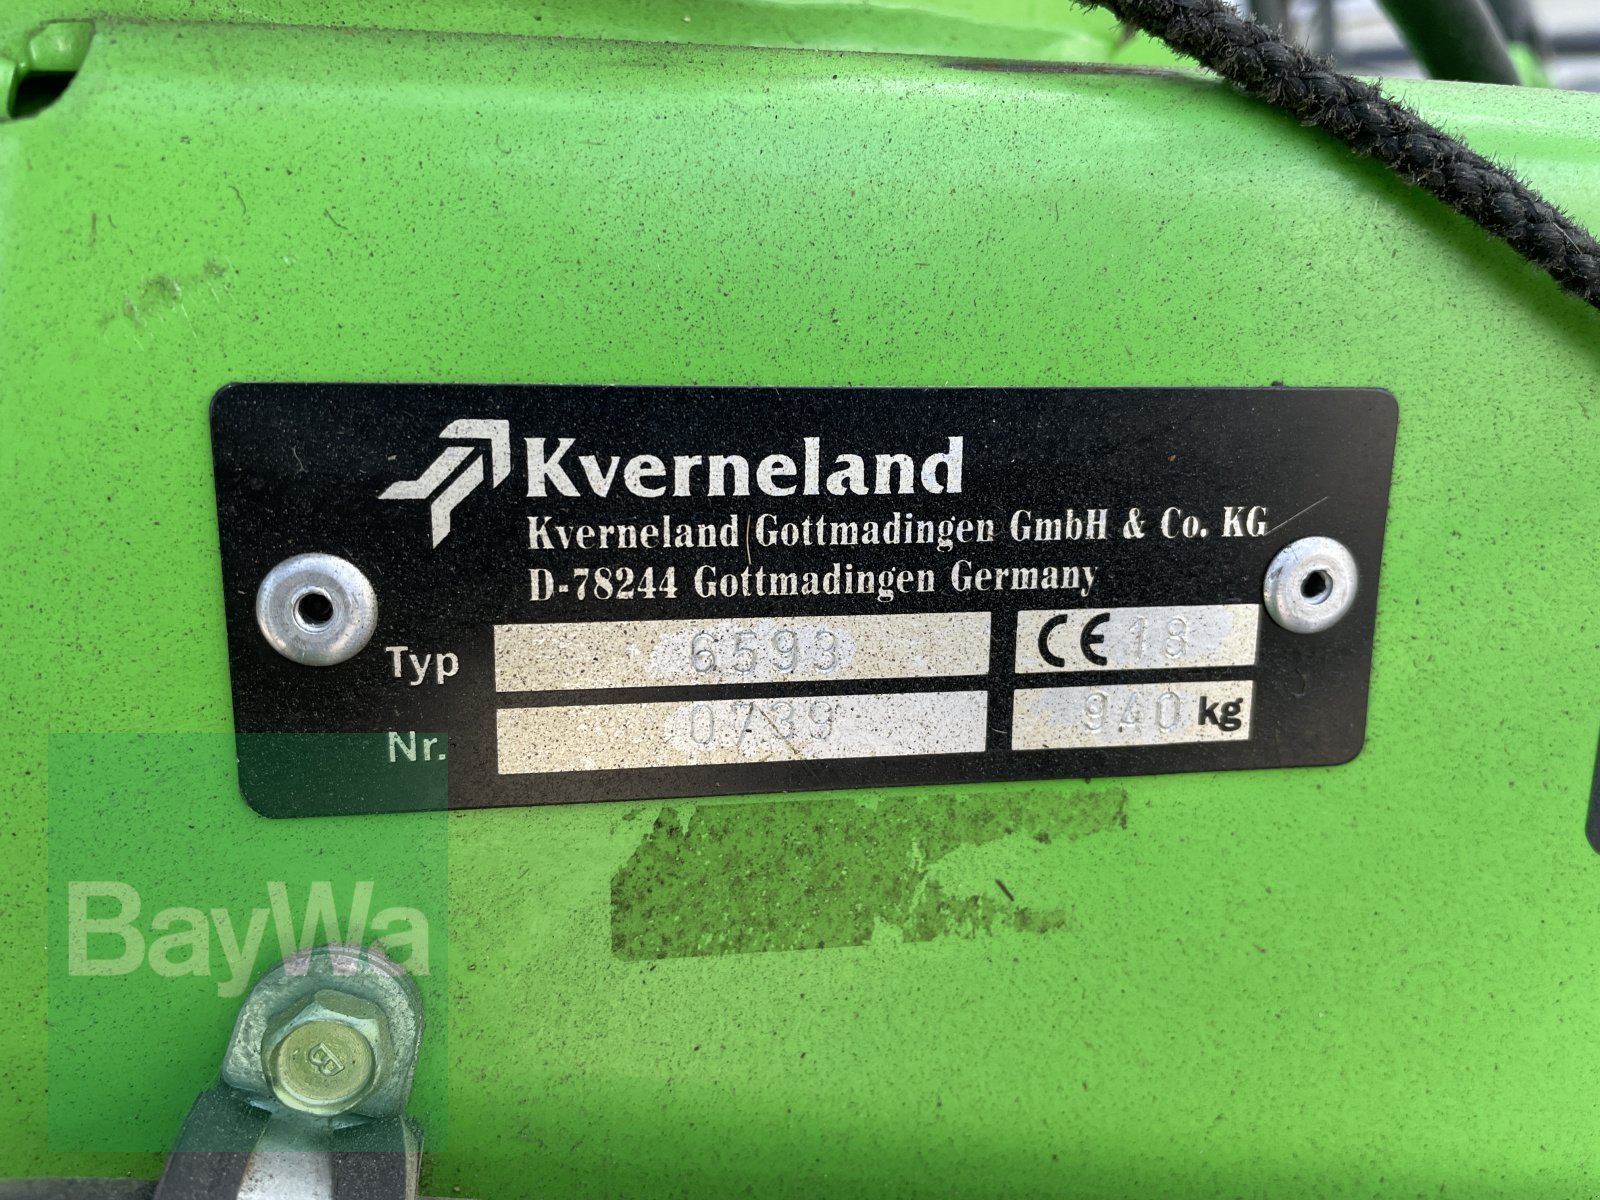 Kverneland
Kverneland Gottmadingen GmbH & Co. KG
D-78244 Gottmadingen Germany
Typ 6593 CE 18
Nr. 0739 940 kg
BayWa